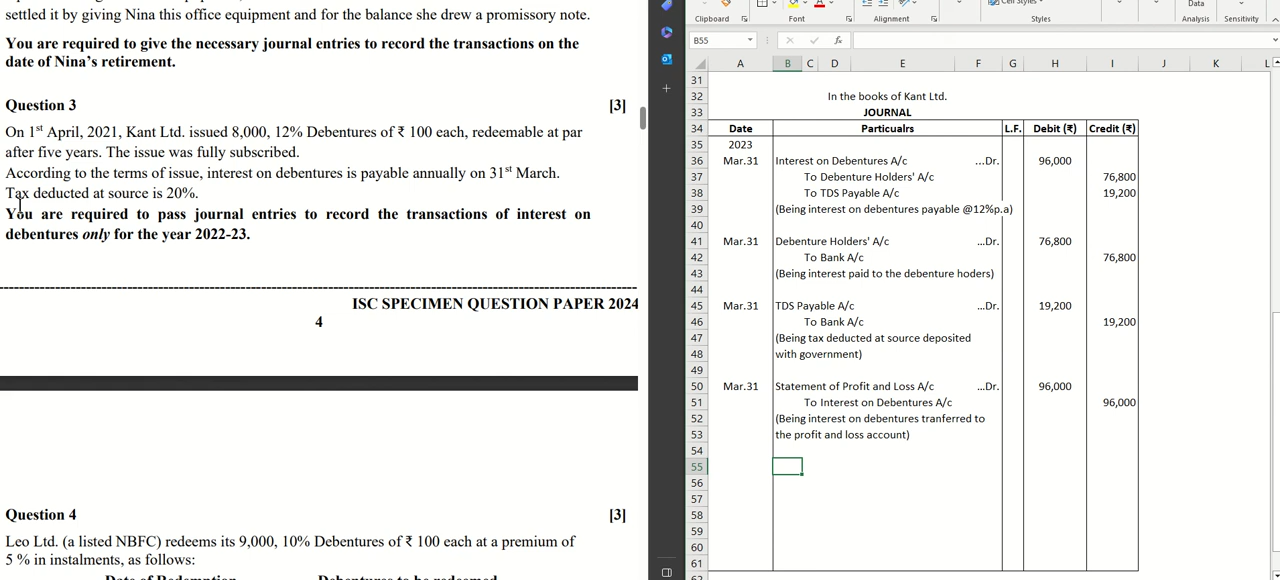 settled it by giving Nina this office equipment and for the balance she drew a promissory note.
You are required to give the necessary journal entries to record the transactions on the
date of Nina's retirement.
Question 3 [3]
On 1st April, 2021, Kant Ltd. issued 8,000, 12% Debentures of ₹ 100 each, redeemable at par
after five years. The issue was fully subscribed.
According to the terms of issue, interest on debentures is payable annually on 31st March.
Tax deducted at source is 20%.
You are required to pass journal entries to record the transactions of interest on
debentures only for the year 2022-23.
ISC SPECIMEN QUESTION PAPER 2024
4
Question 4 [3]
Leo Ltd. (a listed NBFC) redeems its 9,000, 10% Debentures of ₹ 100 each at a premium of
5 % in instalments, as follows:
Date of Redemption Debentures to be redeemed
Cell Styles
Data
Clipboard Font Alignment Styles Analysis Sensitivity
B55 fx
A B C D E F G H I J K L
31
32 In the books of Kant Ltd.
33 JOURNAL
34 Date Particualrs L.F. Debit (₹) Credit (₹)
35 2023
36 Mar.31 Interest on Debentures A/c ...Dr. 96,000
37 To Debenture Holders' A/c 76,800
38 To TDS Payable A/c 19,200
39 (Being interest on debentures payable @12%p.a)
40
41 Mar.31 Debenture Holders' A/c ...Dr. 76,800
42 To Bank A/c 76,800
43 (Being interest paid to the debenture hoders)
44
45 Mar.31 TDS Payable A/c ...Dr. 19,200
46 To Bank A/c 19,200
47 (Being tax deducted at source deposited
48 with government)
49
50 Mar.31 Statement of Profit and Loss A/c ...Dr. 96,000
51 To Interest on Debentures A/c 96,000
52 (Being interest on debentures tranferred to
53 the profit and loss account)
54
55
56
57
58
59
60
61
62